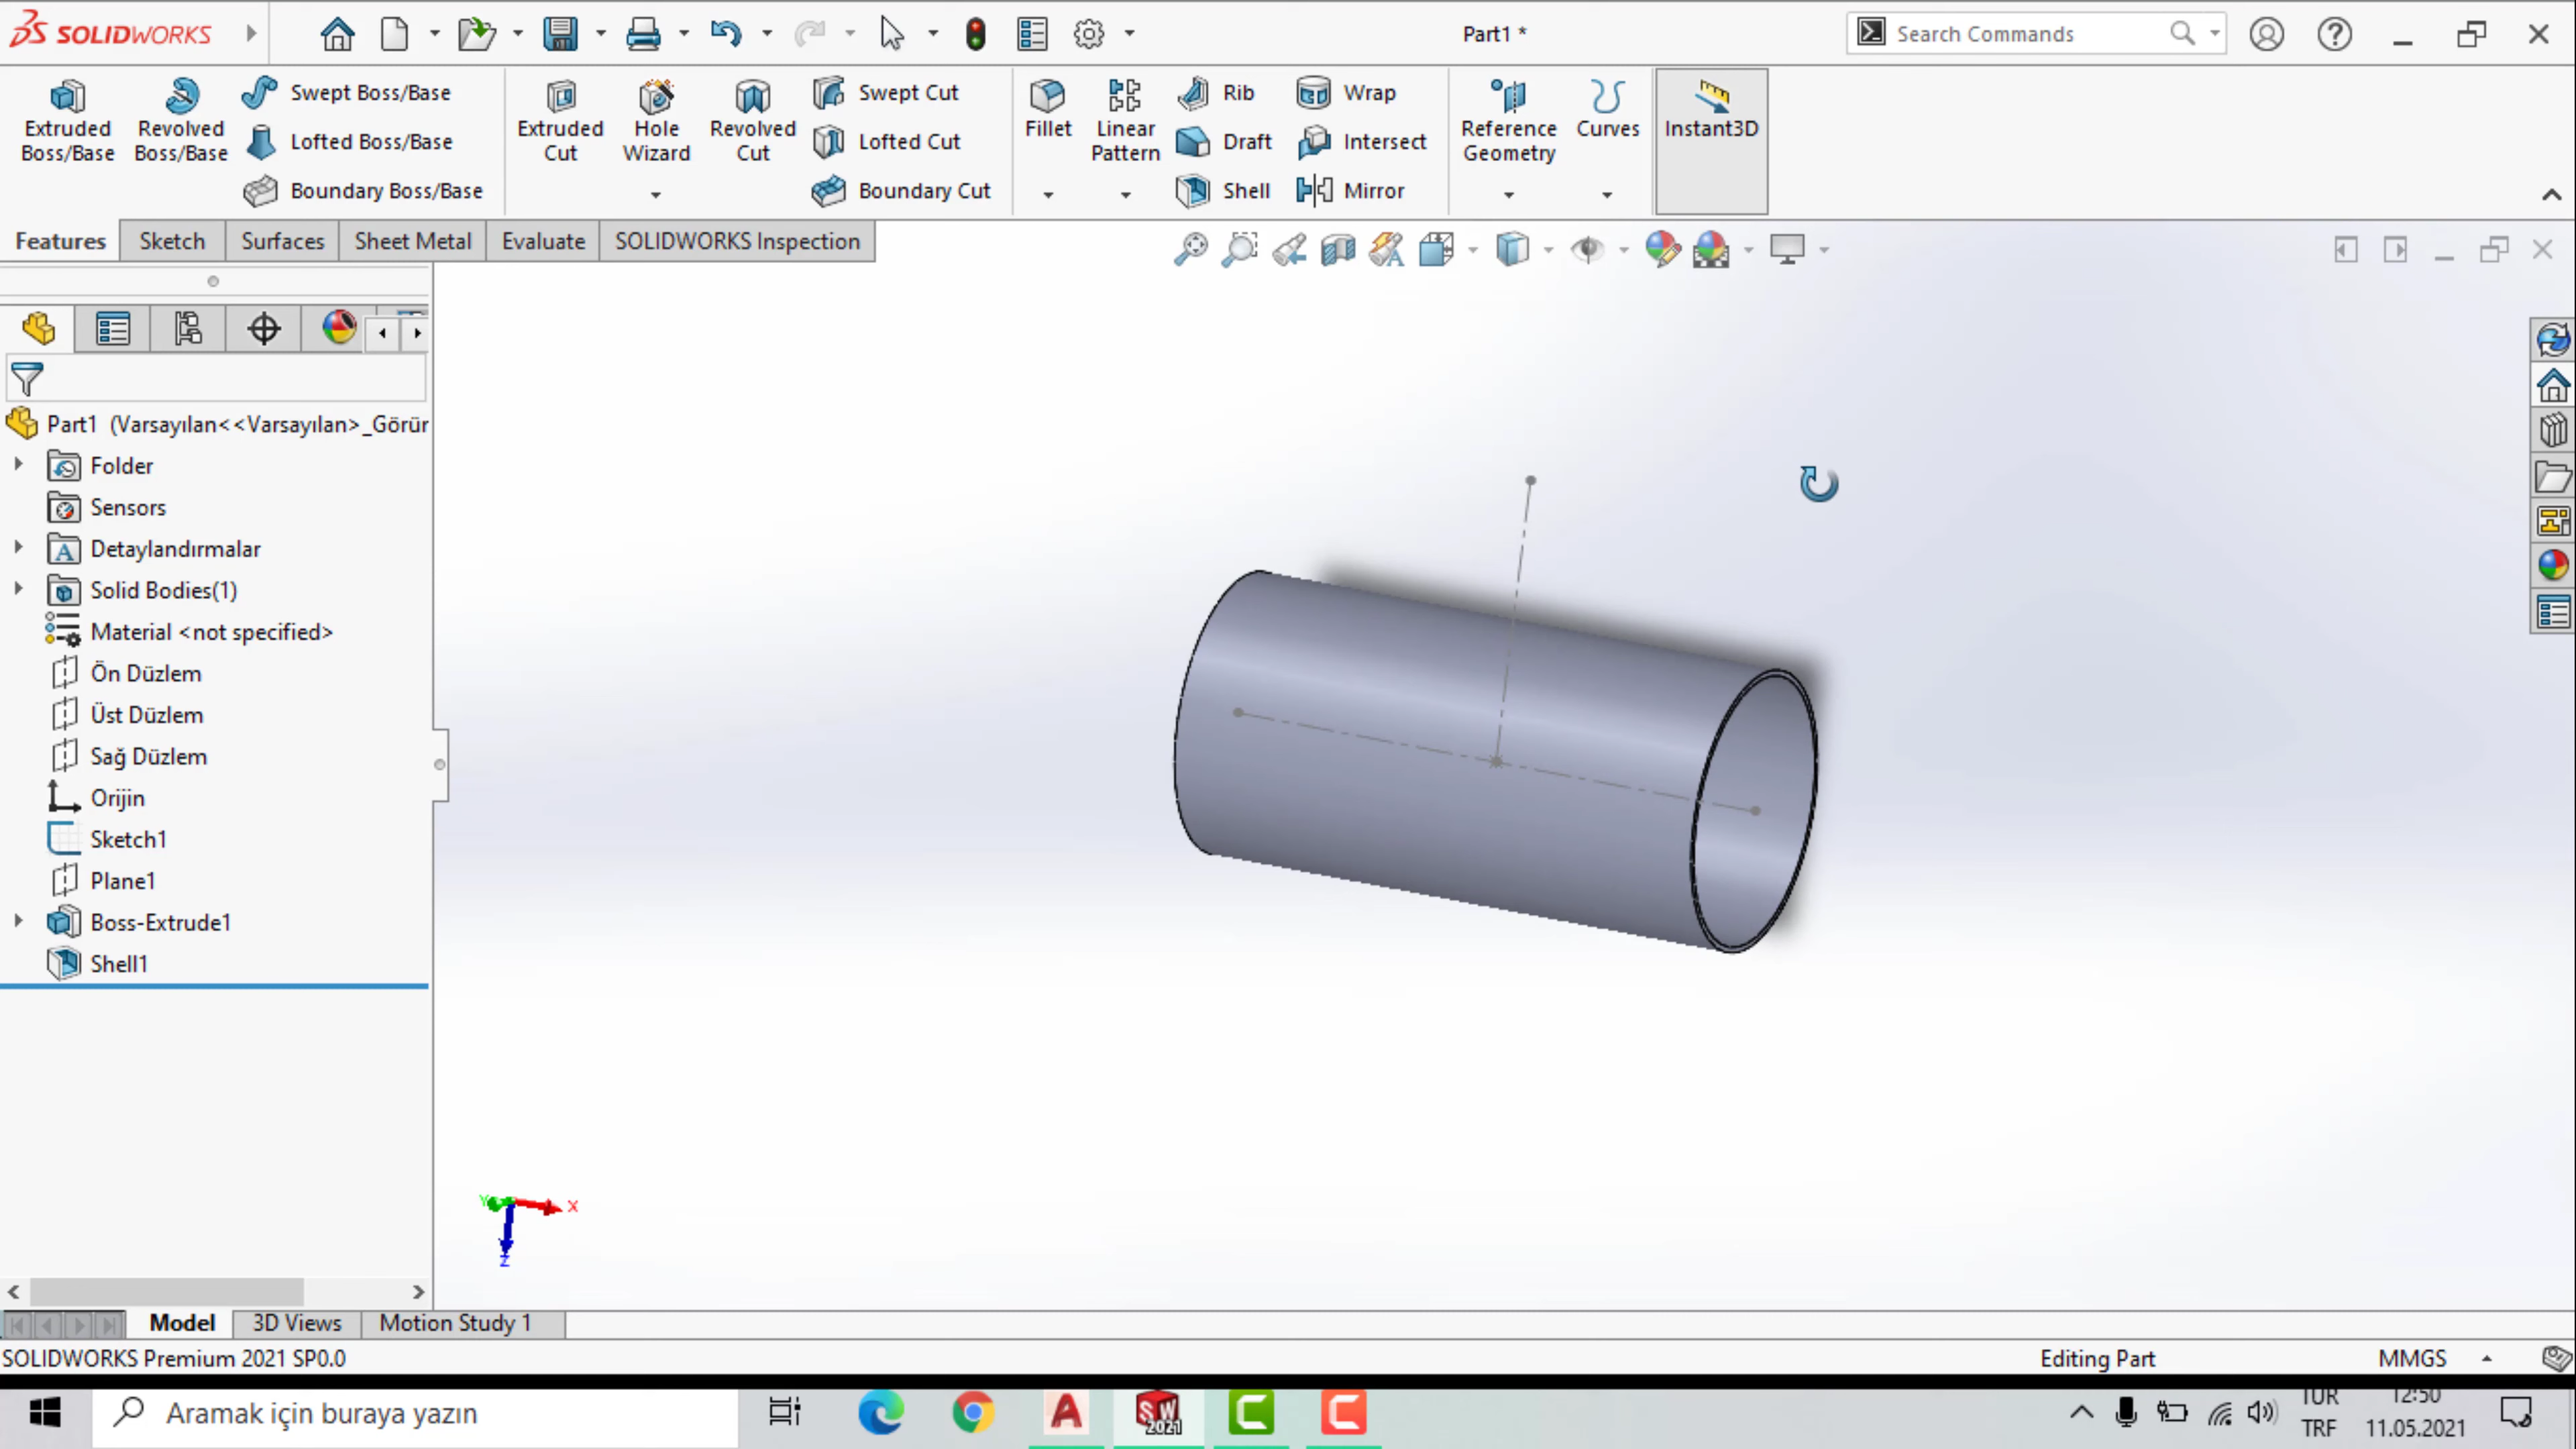 SOLIDWORKS
Part1 *
Search Commands
Extruded Boss/Base
Revolved Boss/Base
Swept Boss/Base
Lofted Boss/Base
Boundary Boss/Base
Extruded Cut
Hole Wizard
Revolved Cut
Swept Cut
Lofted Cut
Boundary Cut
Fillet
Linear Pattern
Rib
Draft
Shell
Wrap
Intersect
Mirror
Reference Geometry
Curves
Instant3D
Features
Sketch
Surfaces
Sheet Metal
Evaluate
SOLIDWORKS Inspection
Part1 (Varsayılan<<Varsayılan>_Görür
Folder
Sensors
Detaylandırmalar
Solid Bodies(1)
Material <not specified>
Ön Düzlem
Üst Düzlem
Sağ Düzlem
Orijin
Sketch1
Plane1
Boss-Extrude1
Shell1
Y
X
Z
Model
3D Views
Motion Study 1
SOLIDWORKS Premium 2021 SP0.0
Editing Part
MMGS
Aramak için buraya yazın
SW
2021
TUR
TRF
12:50
11.05.2021